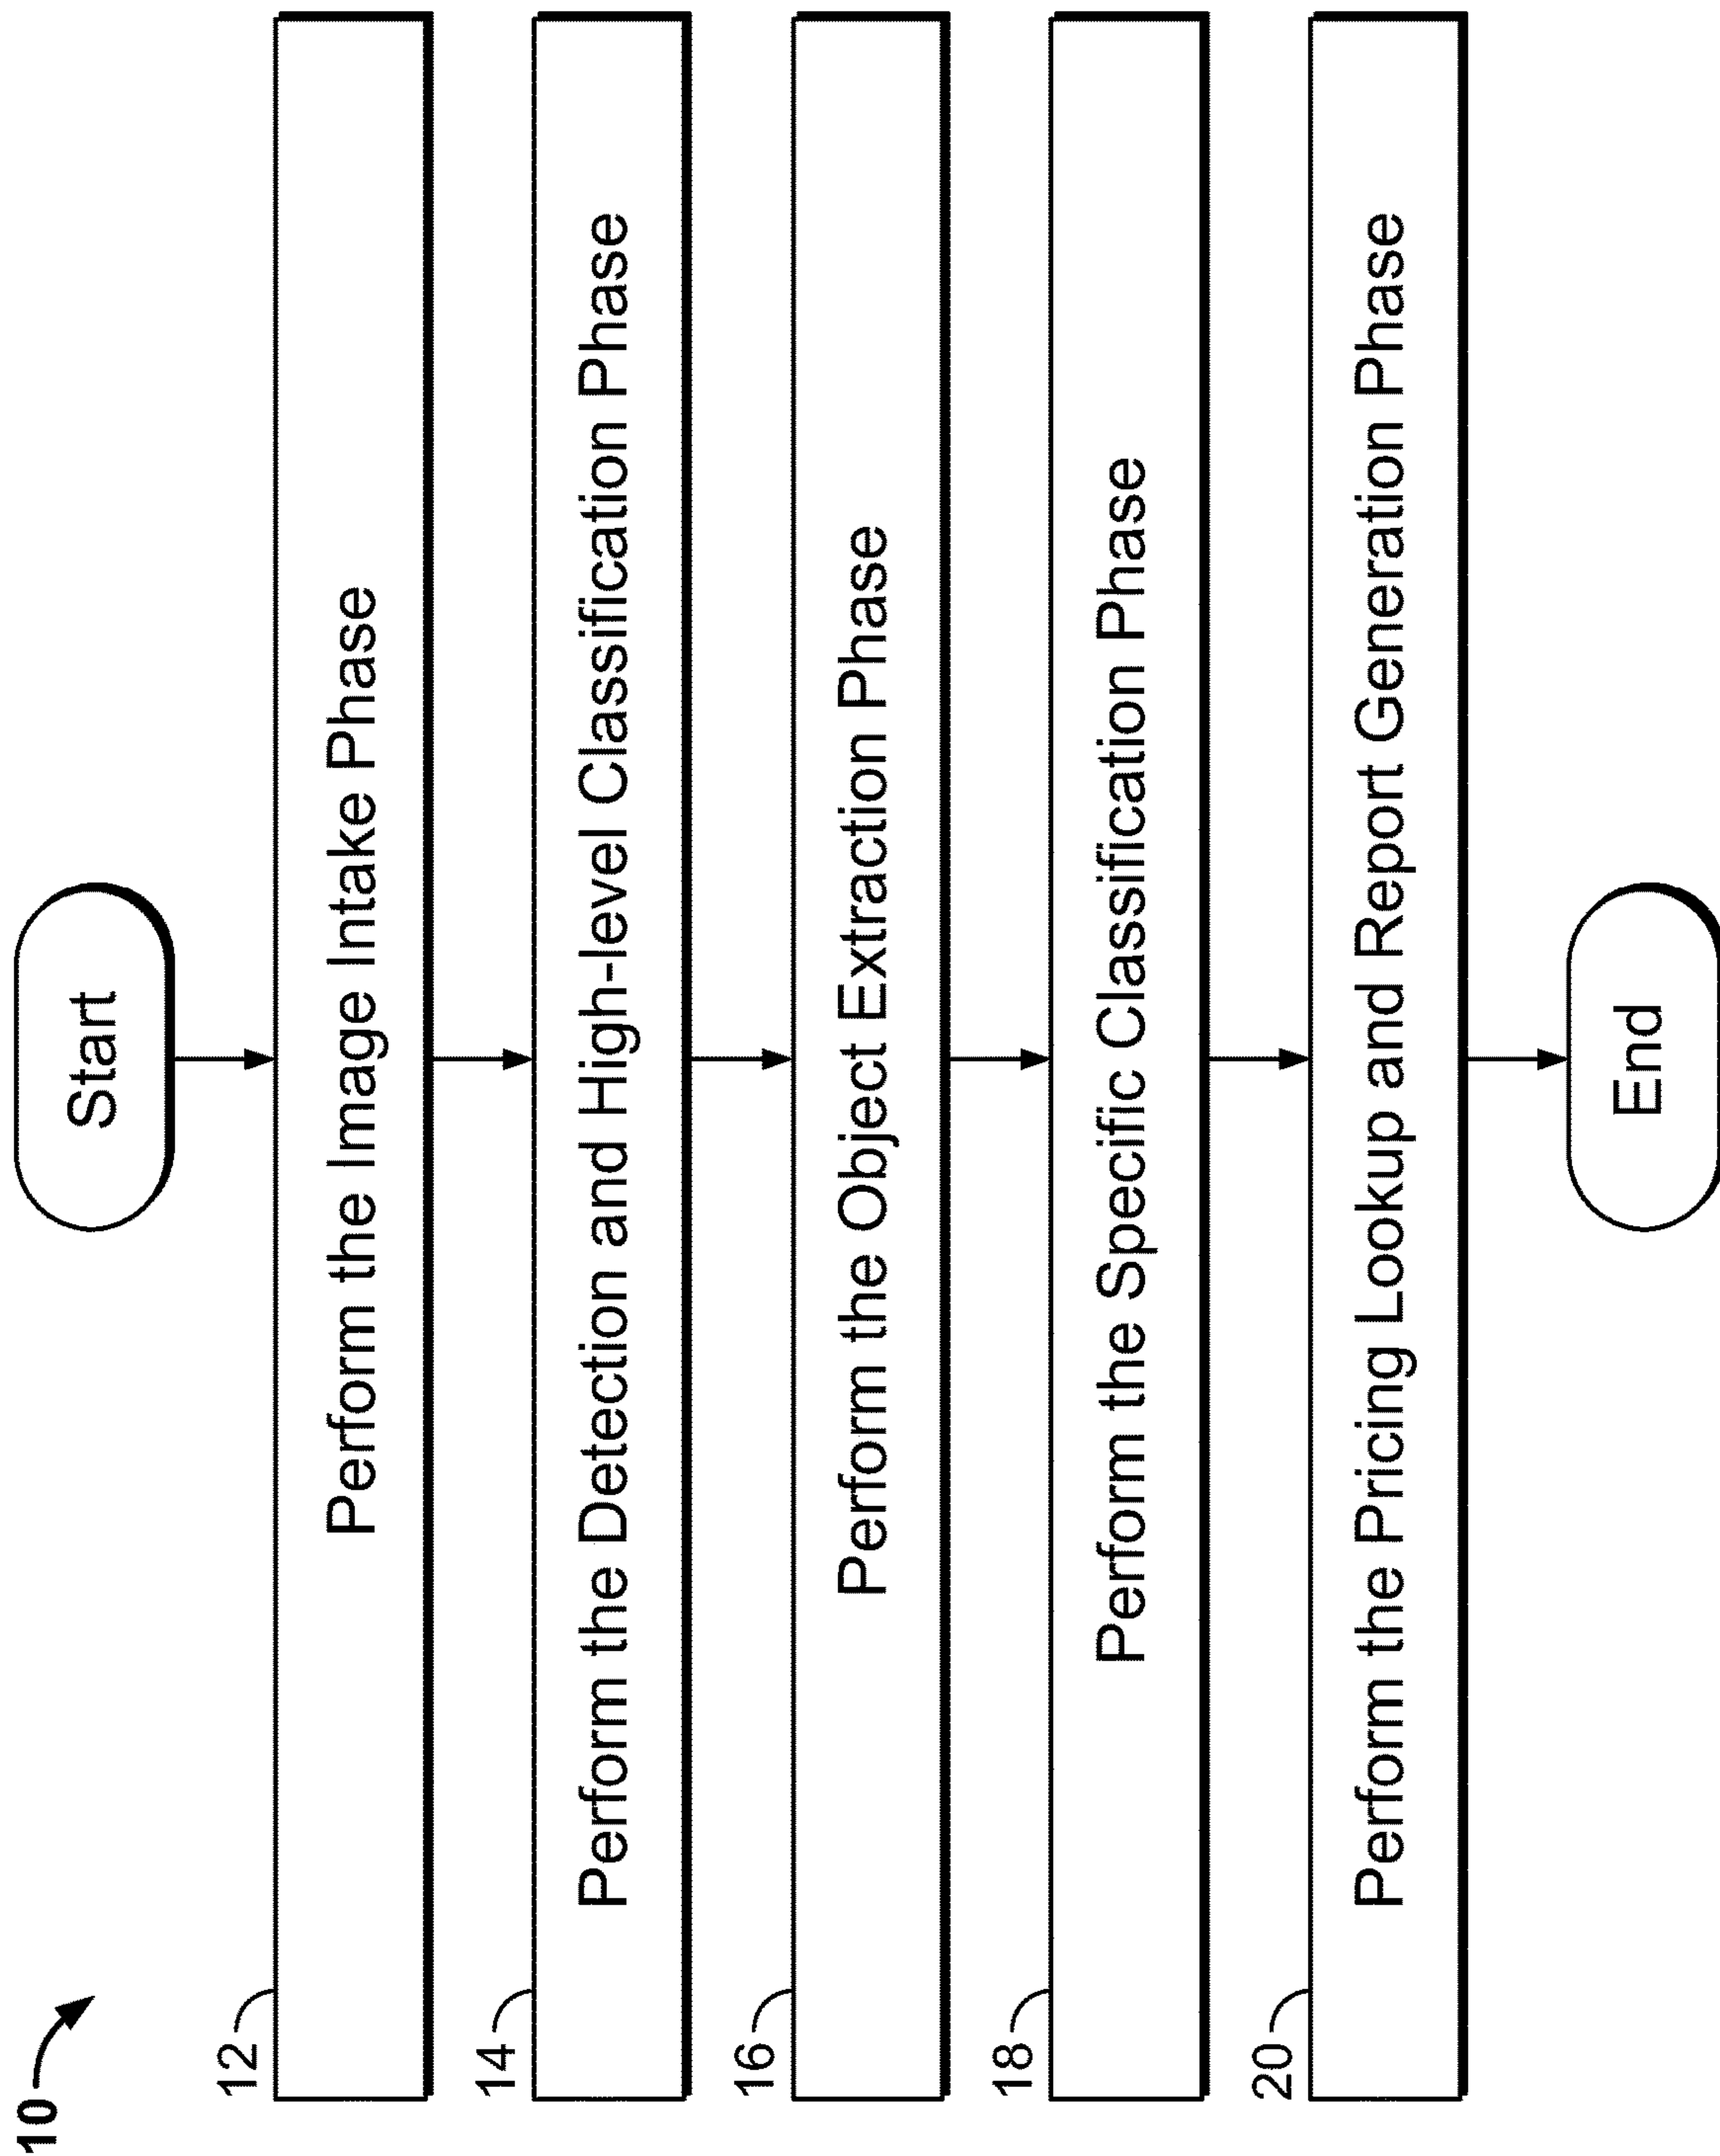 10
Start
12
Perform the Image Intake Phase
14
Perform the Detection and High-level Classification Phase
16
Perform the Object Extraction Phase
18
Perform the Specific Classification Phase
20
Perform the Pricing Lookup and Report Generation Phase
End